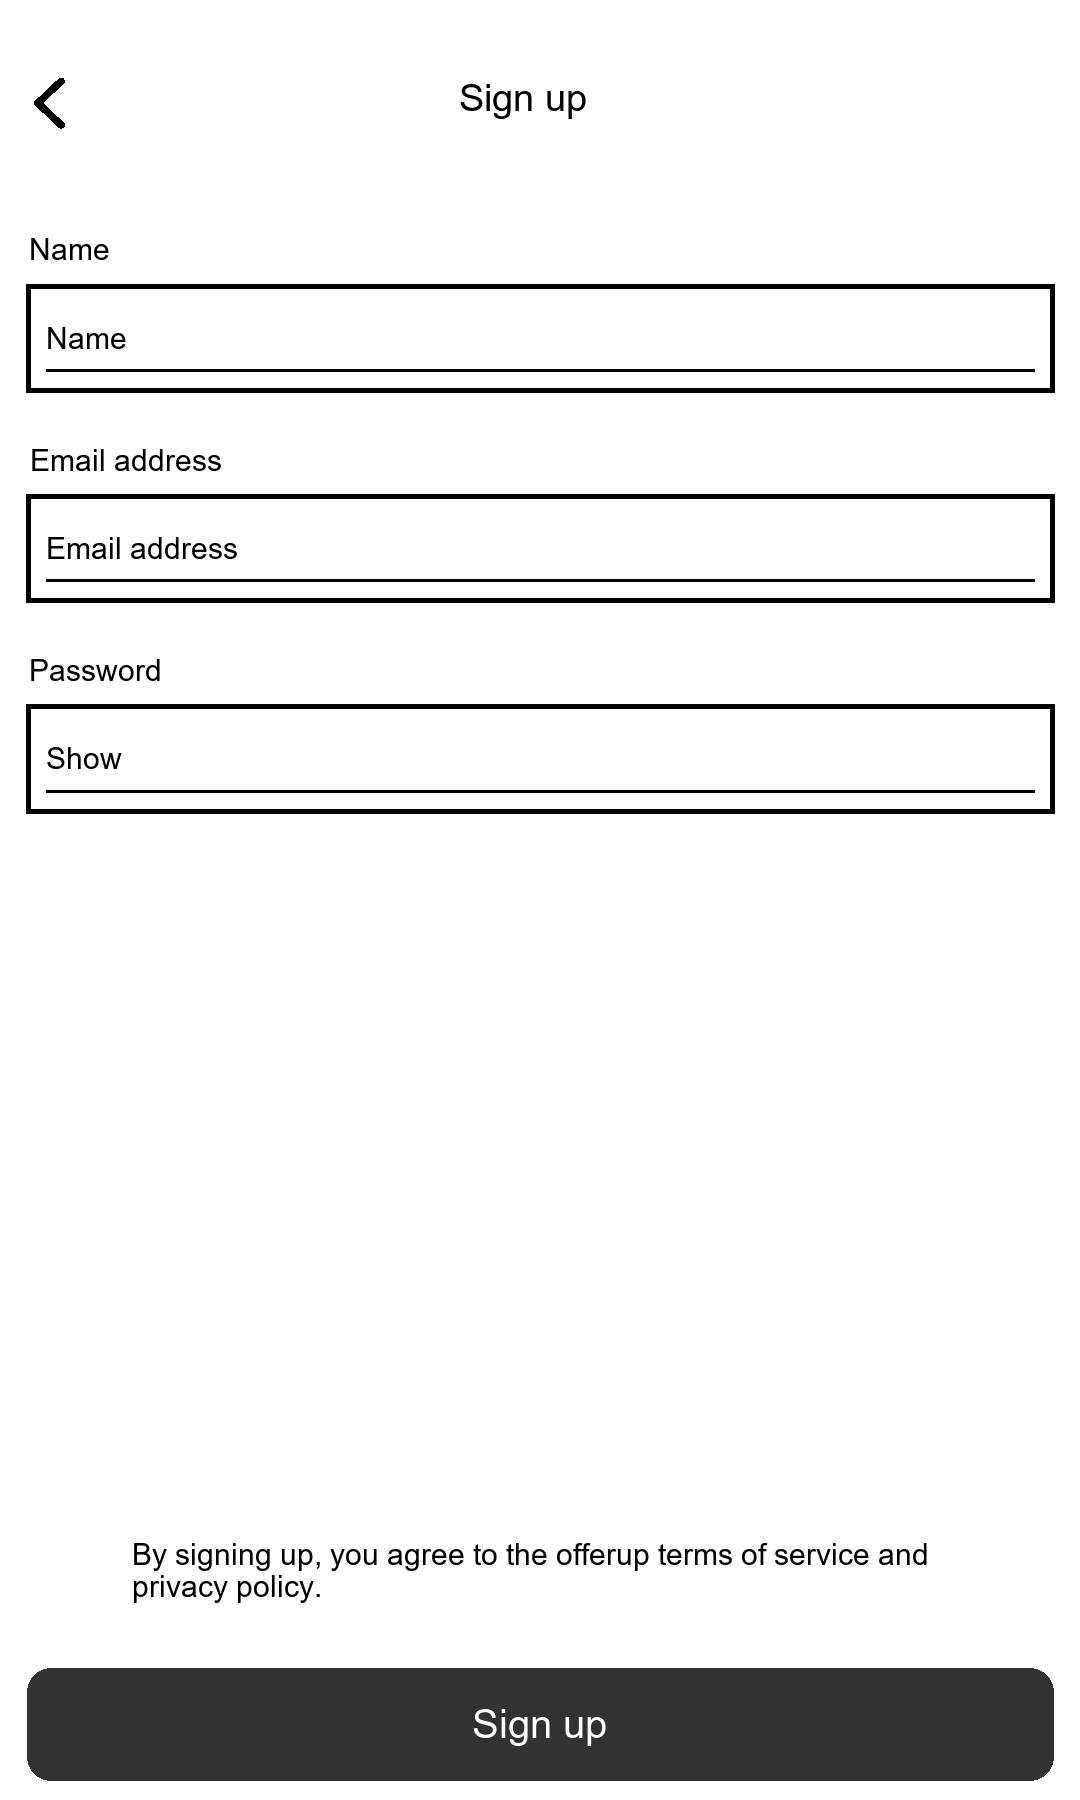 Sign up
Name
Name
Email address
Email address
Password
Show
By signing up, you agree to the offerup terms of service and
privacy policy.
Sign up